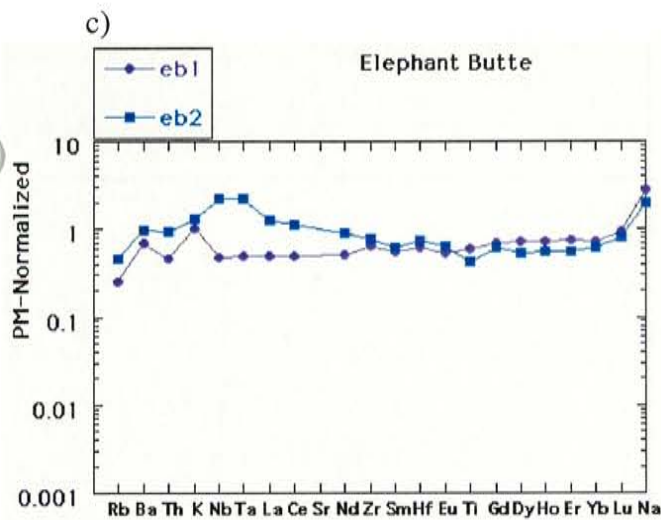 c)
eb1
eb2
Elephant Butte
PM-Normalized
10
1
0.1
0.01
0.001
Rb Ba Th K Nb Ta La Ce Sr Nd Zr Sm Hf Eu Ti Gd Dy Ho Er Yb Lu Na